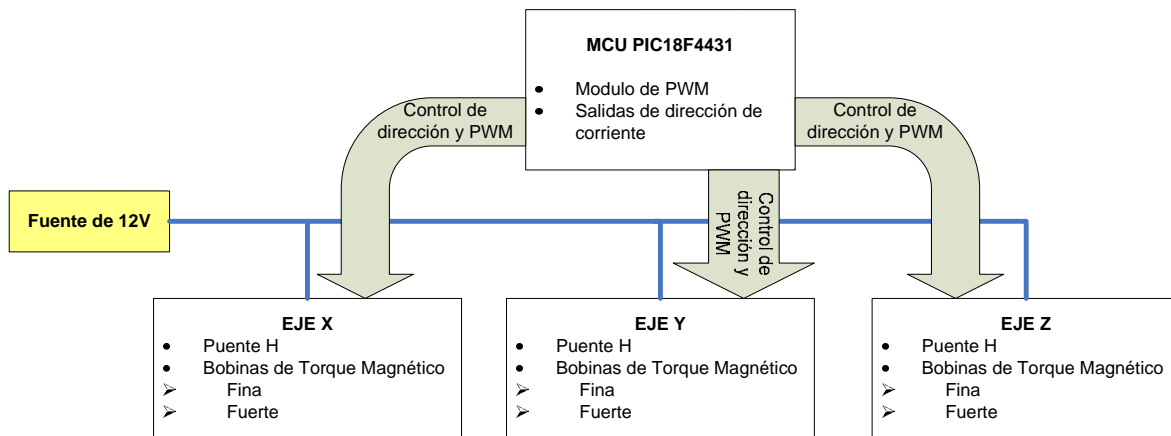 MCU PIC18F4431
• Modulo de PWM
• Salidas de dirección de
corriente
Control de
dirección y PWM
Control de
dirección y PWM
Control de
dirección y
PWM
Fuente de 12V
EJE X
• Puente H
• Bobinas de Torque Magnético
➢ Fina
➢ Fuerte
EJE Y
• Puente H
• Bobinas de Torque Magnético
➢ Fina
➢ Fuerte
EJE Z
• Puente H
• Bobinas de Torque Magnético
➢ Fina
➢ Fuerte